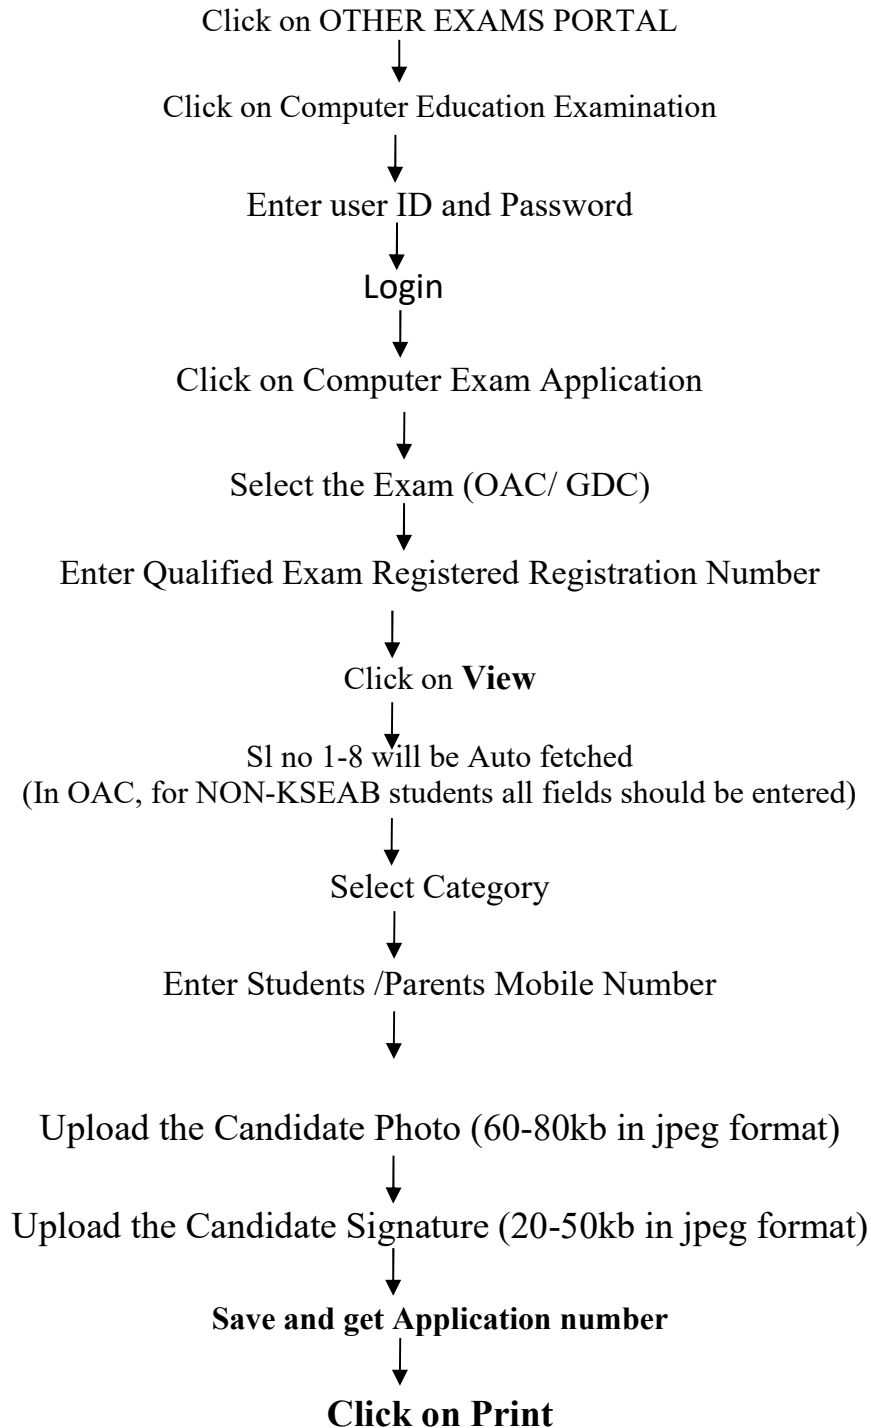 Click on OTHER EXAMS PORTAL
Click on Computer Education Examination
Enter user ID and Password
Login
Click on Computer Exam Application
Select the Exam (OAC/ GDC)
Enter Qualified Exam Registered Registration Number
Click on View
Sl no 1-8 will be Auto fetched
(In OAC, for NON-KSEAB students all fields should be entered)
Select Category
Enter Students /Parents Mobile Number
Upload the Candidate Photo (60-80kb in jpeg format)
Upload the Candidate Signature (20-50kb in jpeg format)
Save and get Application number
Click on Print